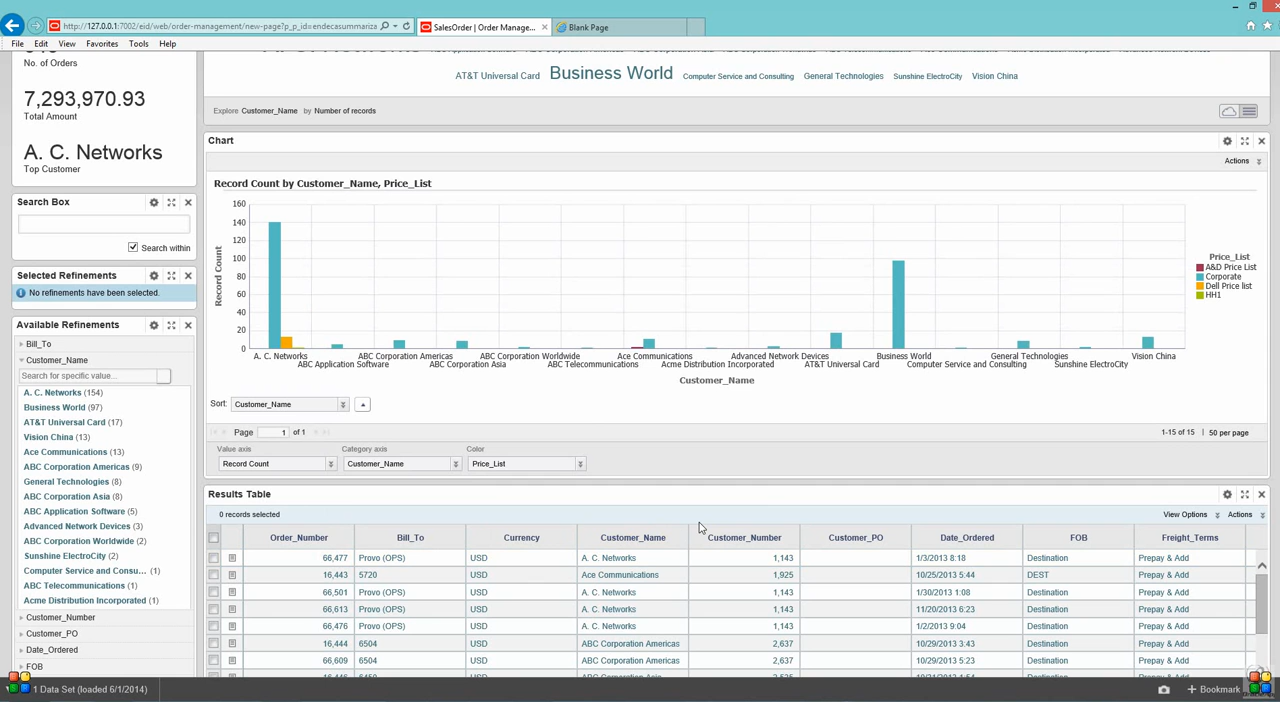 http://127.0.0.1:7002/eid/web/order-management/new-page?p_p_id=endecasummariza
SalesOrder | Order Manage...
Blank Page
File Edit View Favorites Tools Help
No. of Orders
7,293,970.93
Total Amount
A. C. Networks
Top Customer
Search Box
Search within
Selected Refinements
No refinements have been selected.
Available Refinements
Bill_To
Customer_Name
Search for specific value...
A. C. Networks (154)
Business World (97)
AT&T Universal Card (17)
Vision China (13)
Ace Communications (13)
ABC Corporation Americas (9)
General Technologies (8)
ABC Corporation Asia (8)
ABC Application Software (5)
Advanced Network Devices (3)
ABC Corporation Worldwide (2)
Sunshine ElectroCity (2)
Computer Service and Consu... (1)
ABC Telecommunications (1)
Acme Distribution Incorporated (1)
Customer_Number
Customer_PO
Date_Ordered
FOB
AT&T Universal Card Business World Computer Service and Consulting General Technologies Sunshine ElectroCity Vision China
Explore Customer_Name by Number of records
Chart
Actions
Record Count by Customer_Name, Price_List
160
140
120
100
80
60
40
20
0
Record Count
A. C. Networks ABC Corporation Americas ABC Corporation Worldwide Ace Communications Advanced Network Devices Business World General Technologies Vision China
ABC Application Software ABC Corporation Asia ABC Telecommunications Acme Distribution Incorporated AT&T Universal Card Computer Service and Consulting Sunshine ElectroCity
Customer_Name
Price_List
A&D Price List
Corporate
Dell Price list
HH1
Sort: Customer_Name
Page 1 of 1
1-15 of 15 | 50 per page
Value axis Category axis Color
Record Count Customer_Name Price_List
Results Table
0 records selected
View Options Actions
Order_Number Bill_To Currency Customer_Name Customer_Number Customer_PO Date_Ordered FOB Freight_Terms
66,477 Provo (OPS) USD A. C. Networks 1,143 1/3/2013 8:18 Destination Prepay & Add
16,443 5720 USD Ace Communications 1,925 10/25/2013 5:44 DEST Prepay & Add
66,501 Provo (OPS) USD A. C. Networks 1,143 1/30/2013 1:08 Destination Prepay & Add
66,613 Provo (OPS) USD A. C. Networks 1,143 11/20/2013 6:23 Destination Prepay & Add
66,476 Provo (OPS) USD A. C. Networks 1,143 1/2/2013 9:04 Destination Prepay & Add
16,444 6504 USD ABC Corporation Americas 2,637 10/29/2013 3:43 Destination Prepay & Add
66,609 6504 USD ABC Corporation Americas 2,637 10/29/2013 5:23 Destination Prepay & Add
1 Data Set (loaded 6/1/2014)
Bookmark